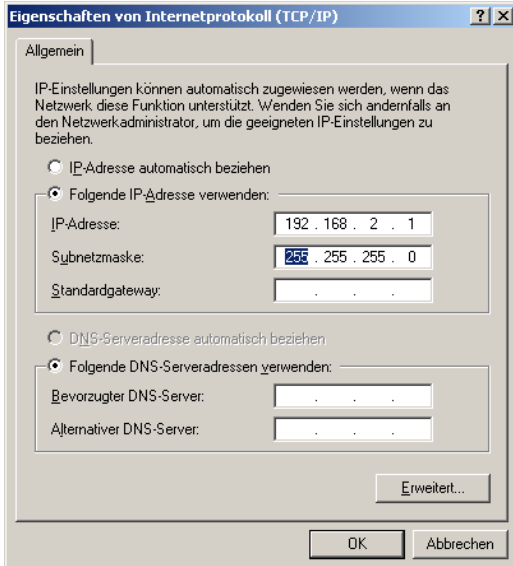 Eigenschaften von Internetprotokoll (TCP/IP)
Allgemein
IP-Einstellungen können automatisch zugewiesen werden, wenn das
Netzwerk diese Funktion unterstützt. Wenden Sie sich andernfalls an
den Netzwerkadministrator, um die geeigneten IP-Einstellungen zu
beziehen.
IP-Adresse automatisch beziehen
Folgende IP-Adresse verwenden:
IP-Adresse: 192 . 168 . 2 . 1
Subnetzmaske: 255 . 255 . 255 . 0
Standardgateway: . . .
DNS-Serveradresse automatisch beziehen
Folgende DNS-Serveradressen verwenden:
Bevorzugter DNS-Server: . . .
Alternativer DNS-Server: . . .
Erweitert...
OK Abbrechen